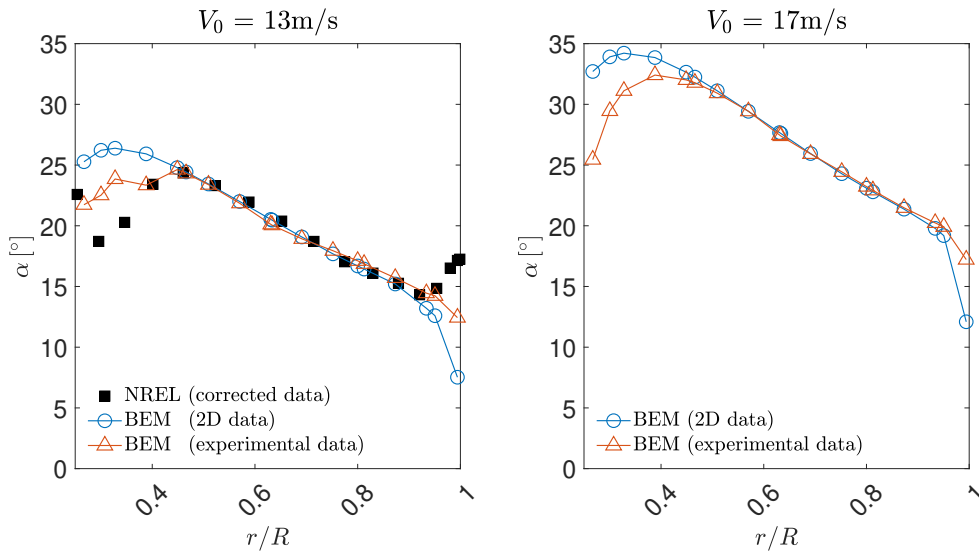 V₀ = 13m/s
35
30
25
20
15
10
5
0
α [°]
0.4
0.6
0.8
1
r/R
NREL (corrected data)
BEM (2D data)
BEM (experimental data)
V₀ = 17m/s
35
30
25
20
15
10
5
0
α [°]
0.4
0.6
0.8
1
r/R
BEM (2D data)
BEM (experimental data)